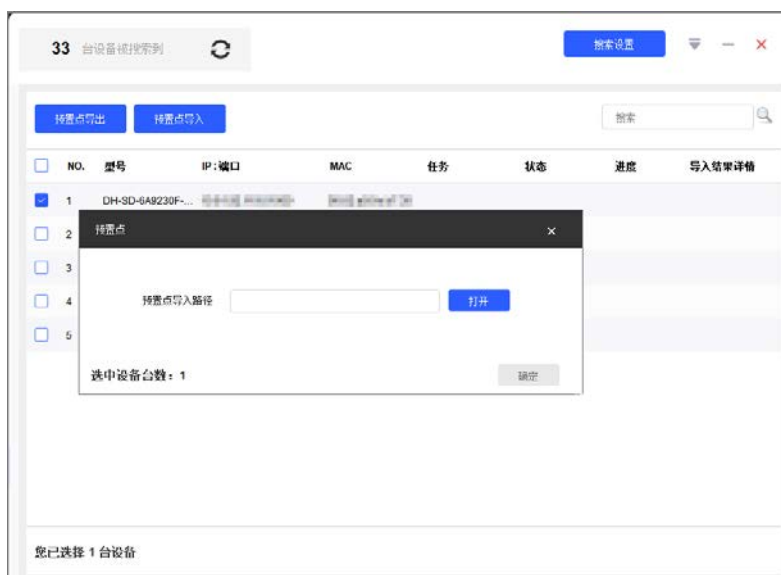 33 台设备被搜索到
搜索设置
预置点导出 预置点导入 搜索
NO. 型号 IP:端口 MAC 任务 状态 进度 导入结果详情
1 DH-SD-6A9230F-...
2
预置点
3
4
预置点导入路径 打开
5
选中设备台数：1 确定
您已选择 1 台设备